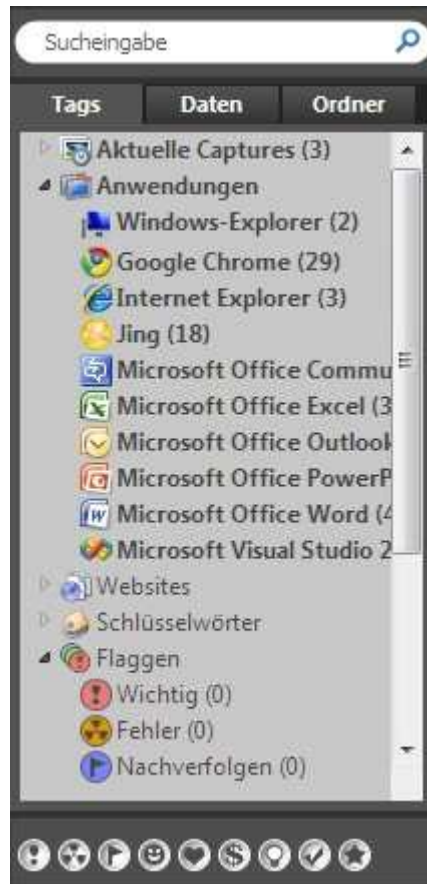 Sucheingabe
Tags Daten Ordner
Aktuelle Captures (3)
Anwendungen
Windows-Explorer (2)
Google Chrome (29)
Internet Explorer (3)
Jing (18)
Microsoft Office Commu
Microsoft Office Excel (3
Microsoft Office Outlook
Microsoft Office PowerP
Microsoft Office Word (4
Microsoft Visual Studio 2
Websites
Schlüsselwörter
Flaggen
Wichtig (0)
Fehler (0)
Nachverfolgen (0)